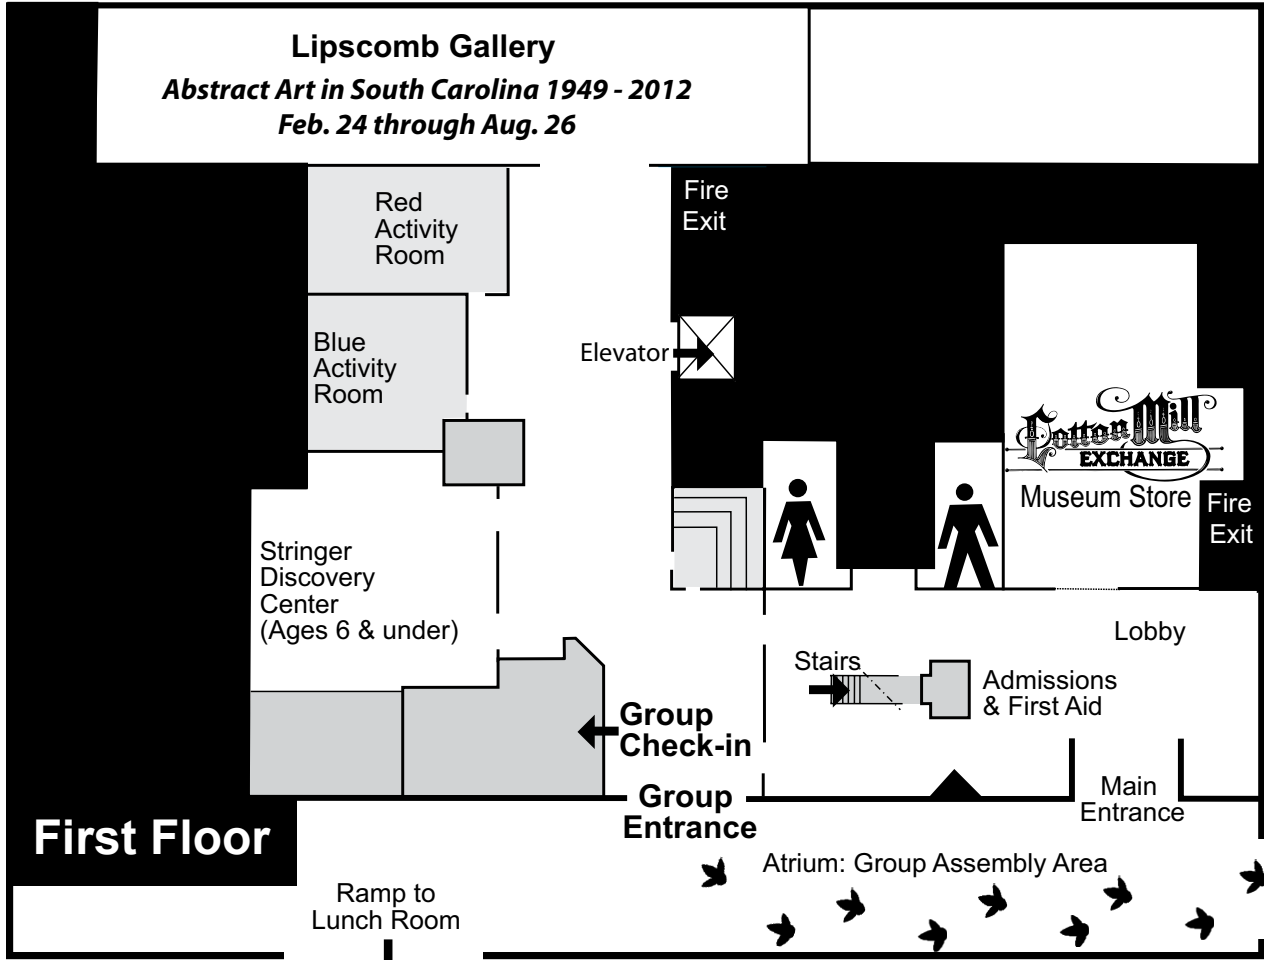 Lipscomb Gallery
Abstract Art in South Carolina 1949 - 2012
Feb. 24 through Aug. 26
Red
Activity
Room
Fire
Exit
Blue
Activity
Room
Elevator
Cotton Mill
EXCHANGE
Museum Store
Fire
Exit
Stringer
Discovery
Center
(Ages 6 & under)
Lobby
Stairs
Admissions
& First Aid
Group
Check-in
Main
Entrance
Group
Entrance
First Floor
Atrium: Group Assembly Area
Ramp to
Lunch Room